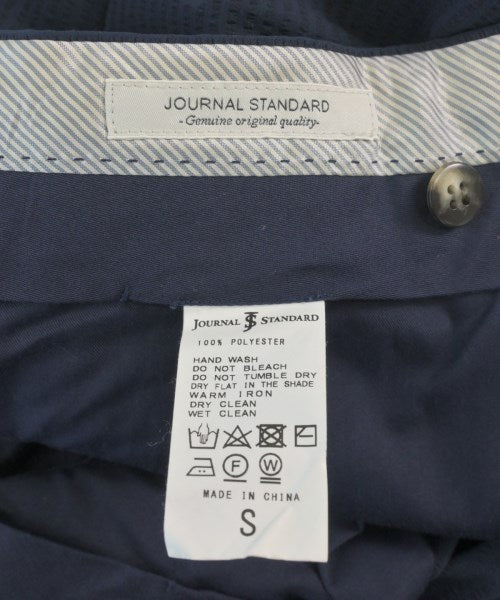 JOURNAL STANDARD
-Genuine original quality-
JOURNAL JS STANDARD
100% POLYESTER
HAND WASH
DO NOT BLEACH
DO NOT TUMBLE DRY
DRY FLAT IN THE SHADE
WARM IRON
DRY CLEAN
WET CLEAN
F W
MADE IN CHINA
S